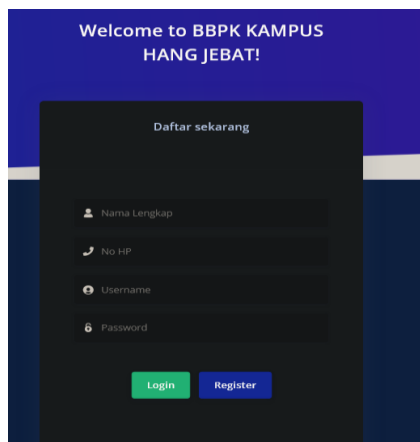 Welcome to BBPK KAMPUS
HANG JEBAT!
Daftar sekarang
Nama Lengkap
No HP
Username
Password
Login Register